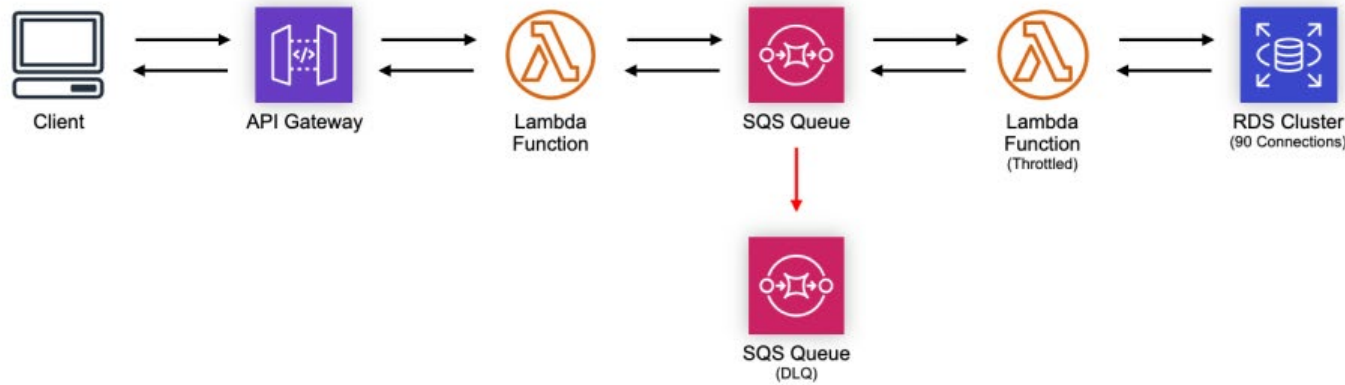 </>
Client
API Gateway
Lambda
Function
SQS Queue
Lambda
Function
(Throttled)
RDS Cluster
(90 Connections)
SQS Queue
(DLQ)